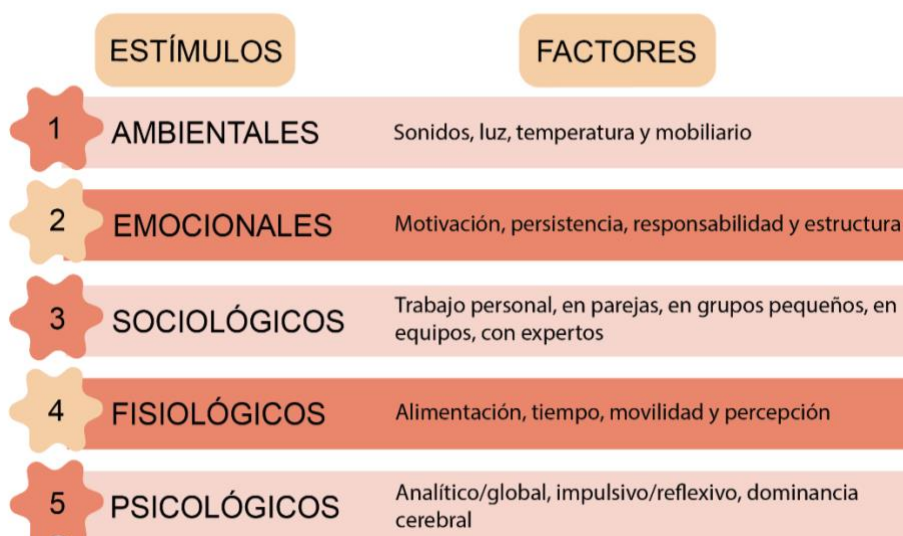 ESTÍMULOS FACTORES
1 AMBIENTALES Sonidos, luz, temperatura y mobiliario
2 EMOCIONALES Motivación, persistencia, responsabilidad y estructura
3 SOCIOLÓGICOS Trabajo personal, en parejas, en grupos pequeños, en
equipos, con expertos
4 FISIOLÓGICOS Alimentación, tiempo, movilidad y percepción
5 PSICOLÓGICOS Analítico/global, impulsivo/reflexivo, dominancia
cerebral